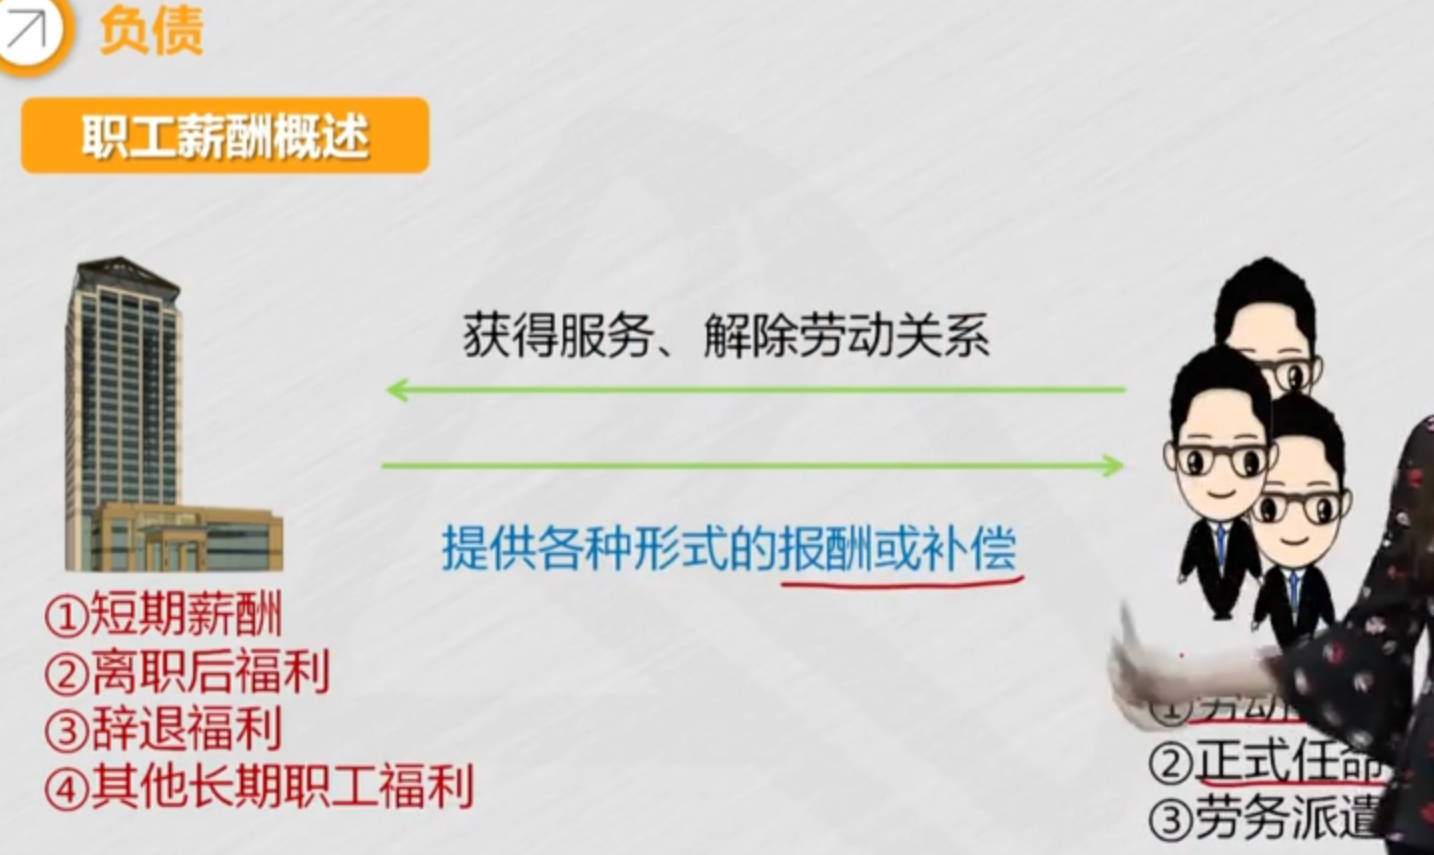 负债
职工薪酬概述
获得服务、解除劳动关系
提供各种形式的报酬或补偿
①短期薪酬
②离职后福利
③辞退福利
④其他长期职工福利
①劳动
②正式任命
③劳务派遣